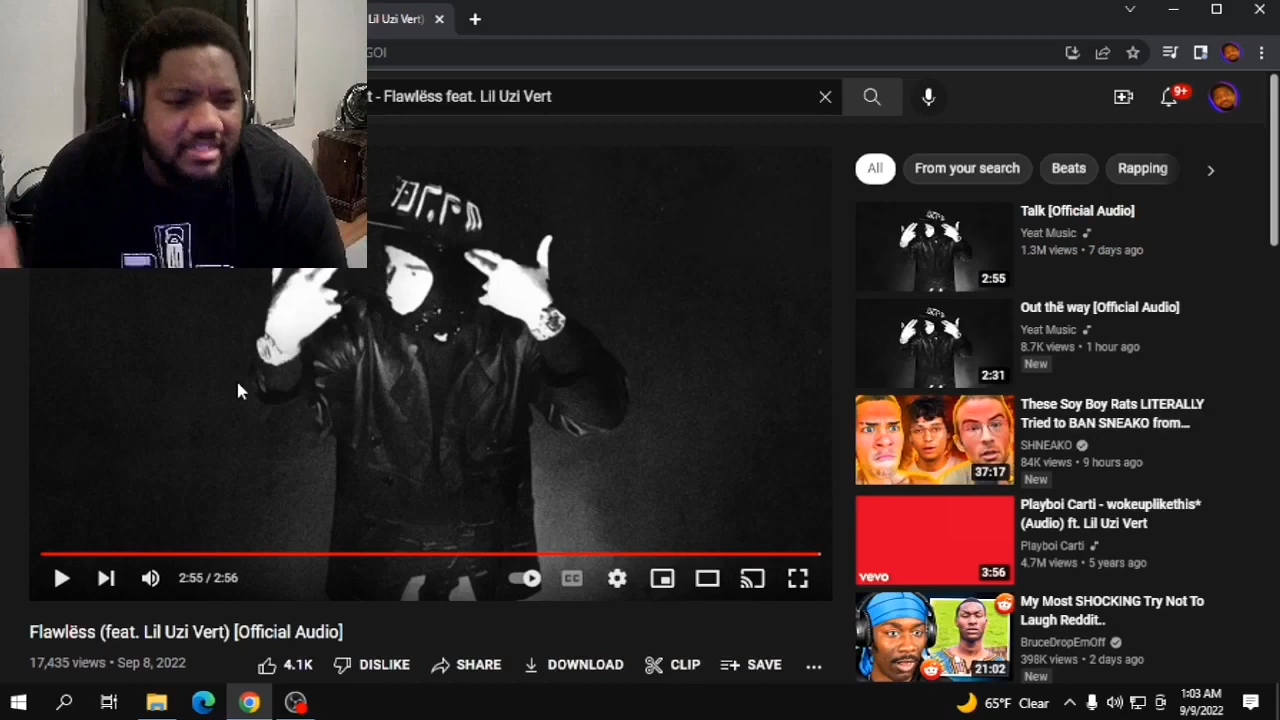 Lil Uzi Vert)
GOI
t - Flawlëss feat. Lil Uzi Vert
9+
All
From your search
Beats
Rapping
Talk [Official Audio]
Yeat Music
1.3M views • 7 days ago
2:55
Out thë way [Official Audio]
Yeat Music
8.7K views • 1 hour ago
New
2:31
These Soy Boy Rats LITERALLY
Tried to BAN SNEAKO from...
SHNEAKO
84K views • 9 hours ago
New
37:17
Playboi Carti - wokeuplikethis*
(Audio) ft. Lil Uzi Vert
Playboi Carti
4.7M views • 5 years ago
vevo
3:56
My Most SHOCKING Try Not To
Laugh Reddit..
BruceDropEmOff
398K views • 2 days ago
New
21:02
2:55 / 2:56
CC
Flawlëss (feat. Lil Uzi Vert) [Official Audio]
17,435 views • Sep 8, 2022
4.1K
DISLIKE
SHARE
DOWNLOAD
CLIP
SAVE
65°F Clear
1:03 AM
9/9/2022